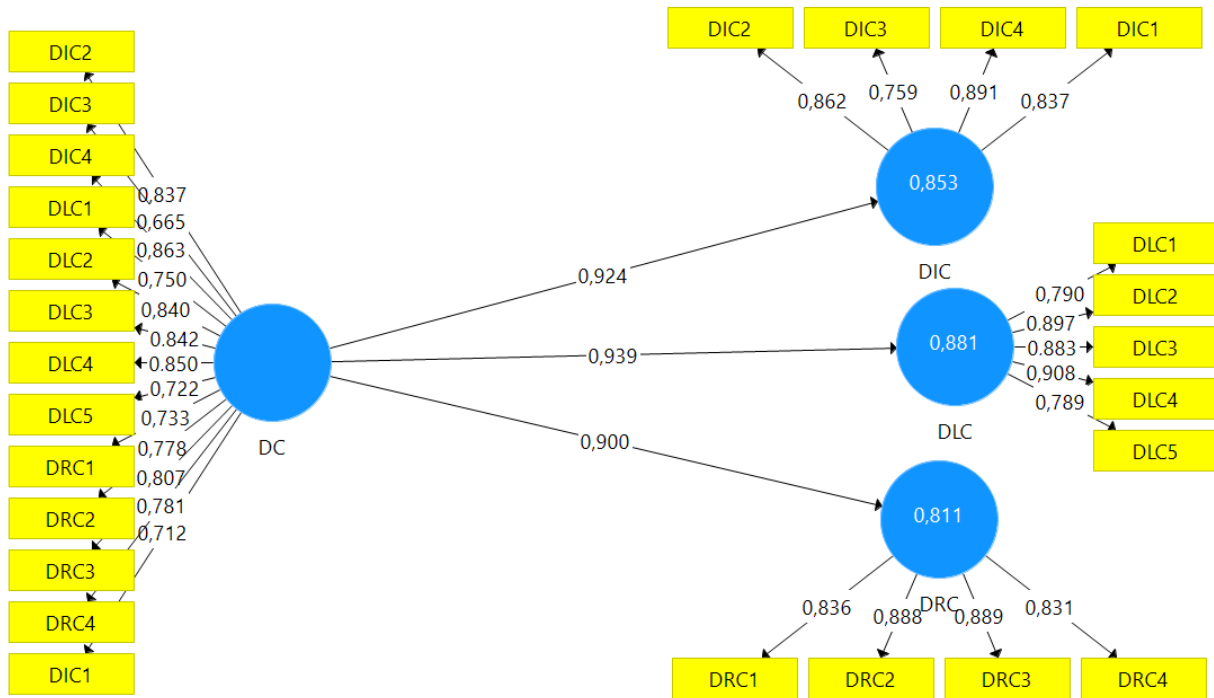 DIC2
DIC3
DIC4
DLC1
DLC2
DLC3
DLC4
DLC5
DRC1
DRC2
DRC3
DRC4
DIC1
0,837
0,665
0,863
0,750
0,840
0,842
0,850
0,722
0,733
0,778
0,807
0,781
0,712
DC
0,924
0,939
0,900
DIC2
DIC3
DIC4
DIC1
0,862
0,759
0,891
0,837
0,853
DIC
0,881
DLC
0,790
0,897
0,883
0,908
0,789
DLC1
DLC2
DLC3
DLC4
DLC5
0,811
DRC
0,836
0,888
0,889
0,831
DRC1
DRC2
DRC3
DRC4